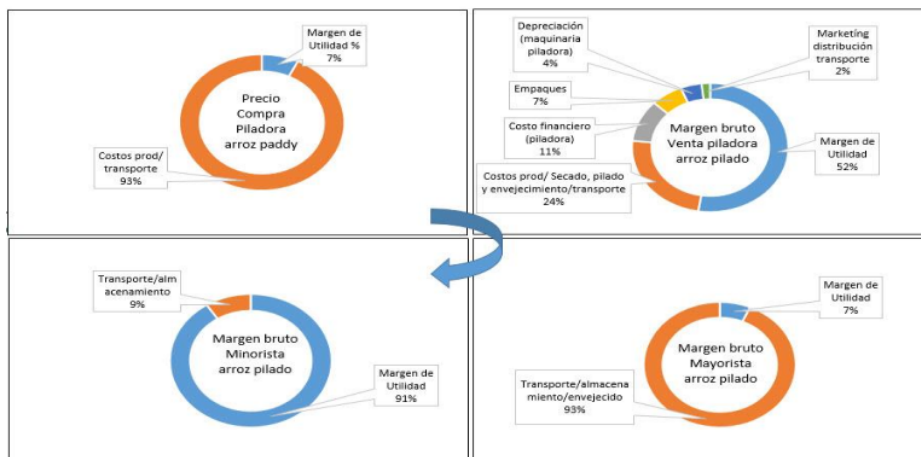 Margen de
Utilidad %
7%
Precio
Compra
Piladora
arroz paddy
Costos prod/
transporte
93%
Depreciación
(maquinaria
piladora)
4%
Marketing
distribución
transporte
2%
Empaques
7%
Costo financiero
(piladora)
11%
Margen bruto
Venta piladora
arroz pilado
Margen de
Utilidad
52%
Costos prod/ Secado, pilado
y envejecimiento/transporte
24%
Transporte/alm
acenamiento
9%
Margen bruto
Minorista
arroz pilado
Margen de
Utilidad
91%
Margen de
Utilidad
7%
Margen bruto
Mayorista
arroz pilado
Transporte/almacena
miento/envejecido
93%